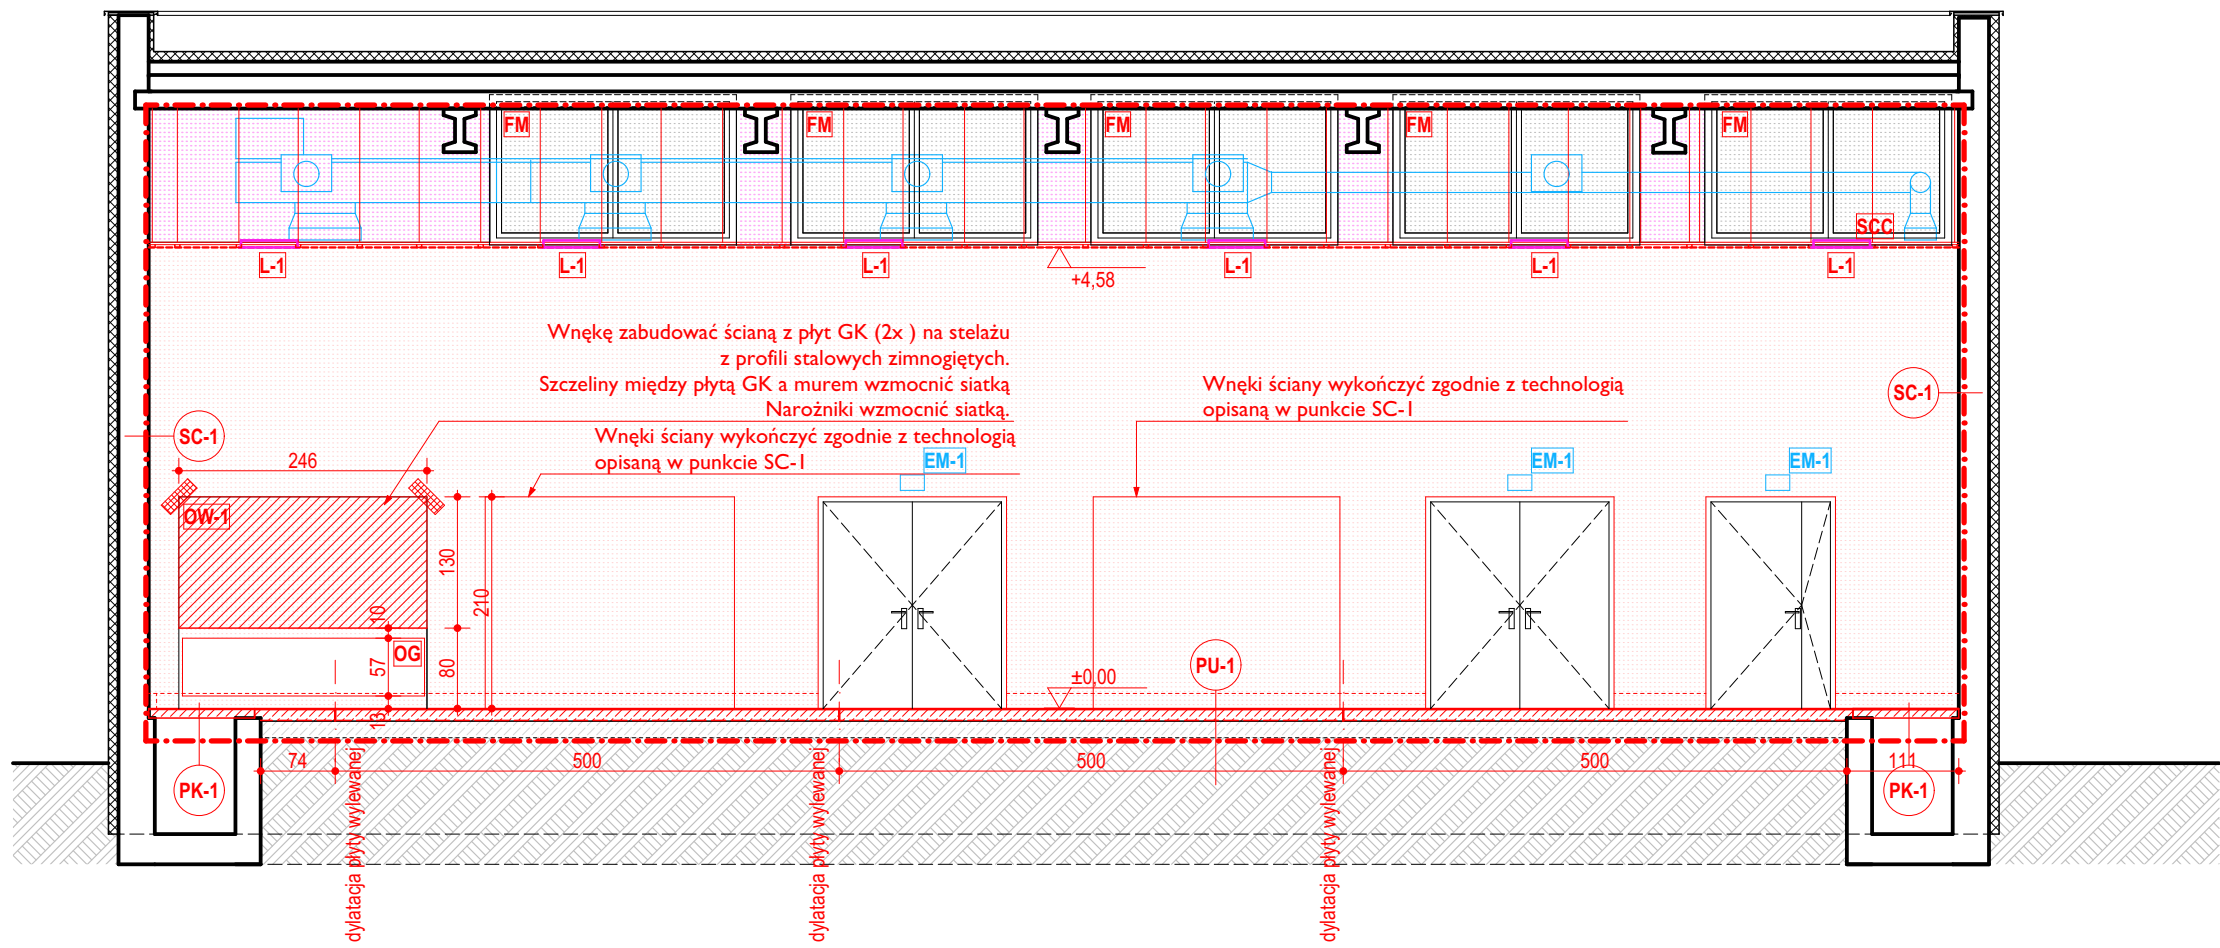 FM
FM
FM
FM
FM
SCC
L-1
L-1
L-1
L-1
L-1
L-1
+4,58
Wnękę zabudować ścianą z płyt GK (2x ) na stelażu
z profili stalowych zimnogiętych.
Szczeliny między płytą GK a murem wzmocnić siatką
Narożniki wzmocnić siatką.
Wnęki ściany wykończyć zgodnie z technologią
opisaną w punkcie SC-1
Wnęki ściany wykończyć zgodnie z technologią
opisaną w punkcie SC-1
SC-1
SC-1
246
EM-1
EM-1
EM-1
OW-1
130
210
10
57
80
13
OG
PU-1
±0,00
74
500
500
500
111
PK-1
PK-1
dylatacja płyty wylewanej
dylatacja płyty wylewanej
dylatacja płyty wylewanej